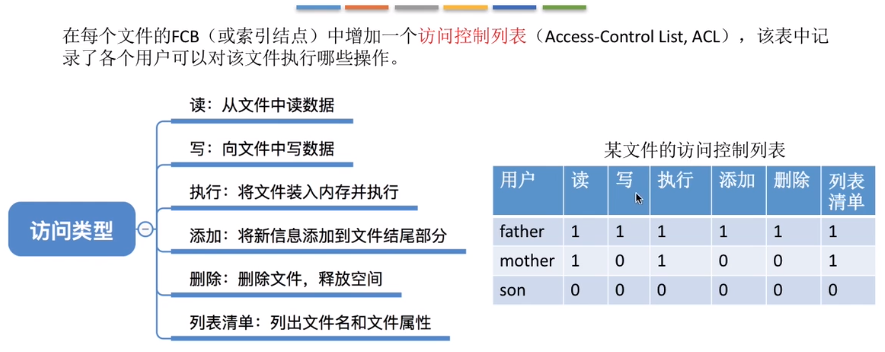 在每个文件的FCB（或索引结点）中增加一个访问控制列表（Access-Control List, ACL），该表中记
录了各个用户可以对该文件执行哪些操作。
访问类型
读：从文件中读数据
写：向文件中写数据
执行：将文件装入内存并执行
添加：将新信息添加到文件结尾部分
删除：删除文件，释放空间
列表清单：列出文件名和文件属性
某文件的访问控制列表
用户 读 写 执行 添加 删除 列表清单
father 1 1 1 1 1 1
mother 1 0 1 0 0 1
son 0 0 0 0 0 0